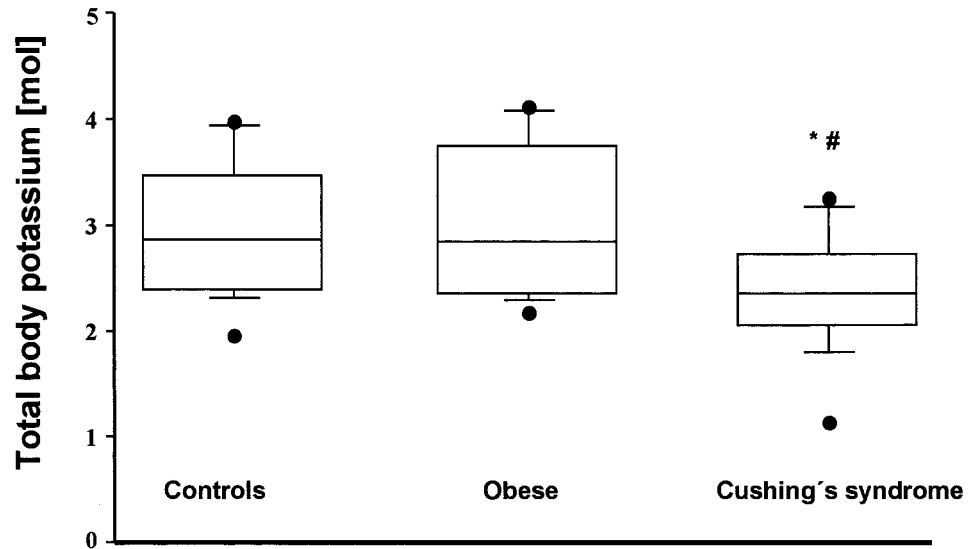 Total body potassium [mol]
5
4
3
2
1
0
* #
Controls
Obese
Cushing´s syndrome